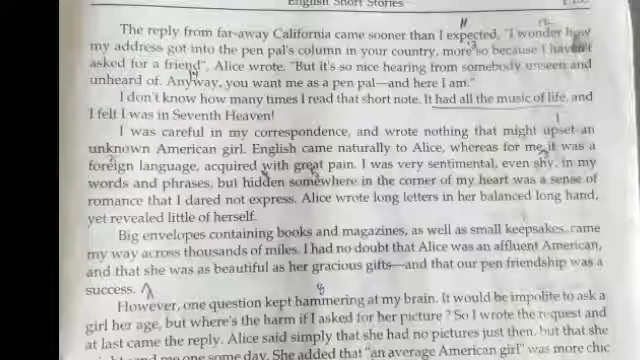 English Short Stories
The reply from far-away California came sooner than I expected, "I wonder how
my address got into the pen pal's column in your country, more so because I haven't
asked for a friend", Alice wrote. "But it's so nice hearing from somebody unseen and
unheard of. Anyway, you want me as a pen pal—and here I am."
I don't know how many times I read that short note. It had all the music of life, and
I felt I was in Seventh Heaven!
I was careful in my correspondence, and wrote nothing that might upset an
unknown American girl. English came naturally to Alice, whereas for me it was a
foreign language, acquired with great pain. I was very sentimental, even shy, in my
words and phrases, but hidden somewhere in the corner of my heart was a sense of
romance that I dared not express. Alice wrote long letters in her balanced long hand,
yet revealed little of herself.
Big envelopes containing books and magazines, as well as small keepsakes, came
my way across thousands of miles. I had no doubt that Alice was an affluent American,
and that she was as beautiful as her gracious gifts—and that our pen friendship was a
success.
However, one question kept hammering at my brain. It would be impolite to ask a
girl her age, but where's the harm if I asked for her picture? So I wrote the request and
at last came the reply. Alice said simply that she had no pictures just then, but that she
me one some day. She added that "an average American girl" was more chic